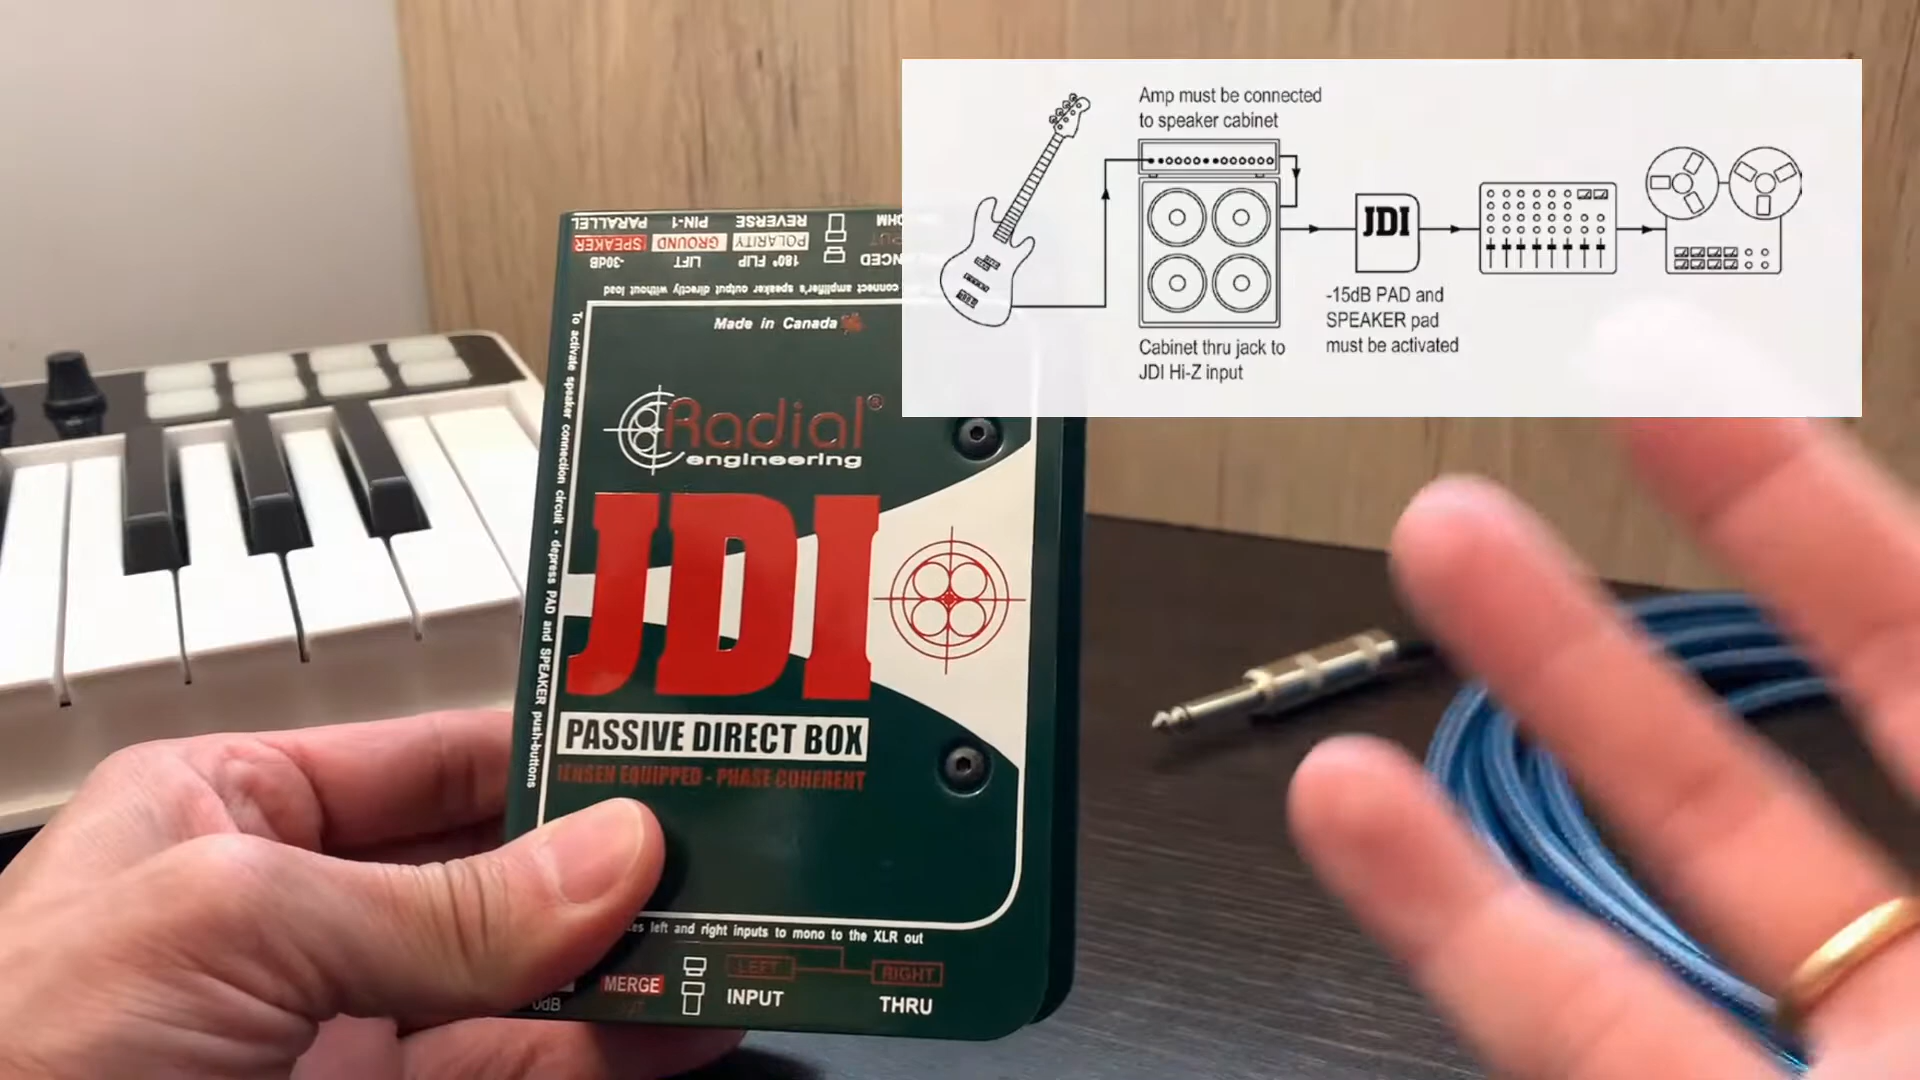 Amp must be connected
to speaker cabinet
JDI
-15dB PAD and
SPEAKER pad
must be activated
Cabinet thru jack to
JDI Hi-Z input
PARALLEL PIN-1 REVERSE OHM
SPEAKER GROUND POLARITY
-30dB LIFT 180° FLIP
connect amplifier's speaker output directly without load
To activate speaker connection circuit - depress PAD and SPEAKER push-buttons
Made in Canada
Radial®
engineering
JDI
PASSIVE DIRECT BOX
JENSEN EQUIPPED - PHASE COHERENT
left and right inputs to mono to the XLR out
MERGE LEFT RIGHT
INPUT THRU